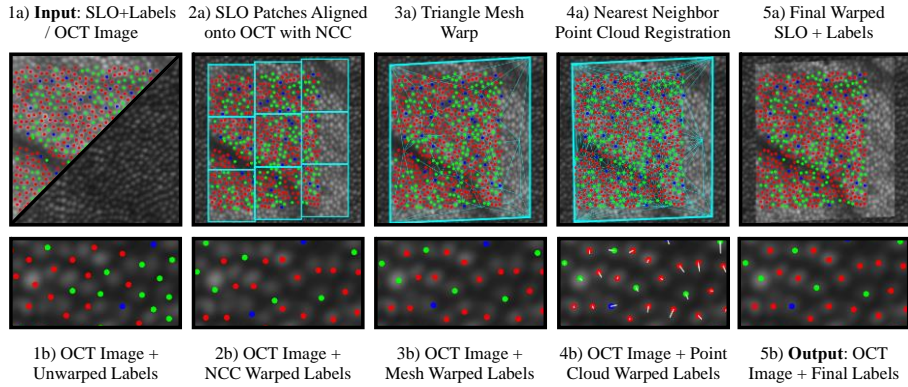 1a) Input: SLO+Labels
/ OCT Image
2a) SLO Patches Aligned
onto OCT with NCC
3a) Triangle Mesh
Warp
4a) Nearest Neighbor
Point Cloud Registration
5a) Final Warped
SLO + Labels
1b) OCT Image +
Unwarped Labels
2b) OCT Image +
NCC Warped Labels
3b) OCT Image +
Mesh Warped Labels
4b) OCT Image + Point
Cloud Warped Labels
5b) Output: OCT
Image + Final Labels